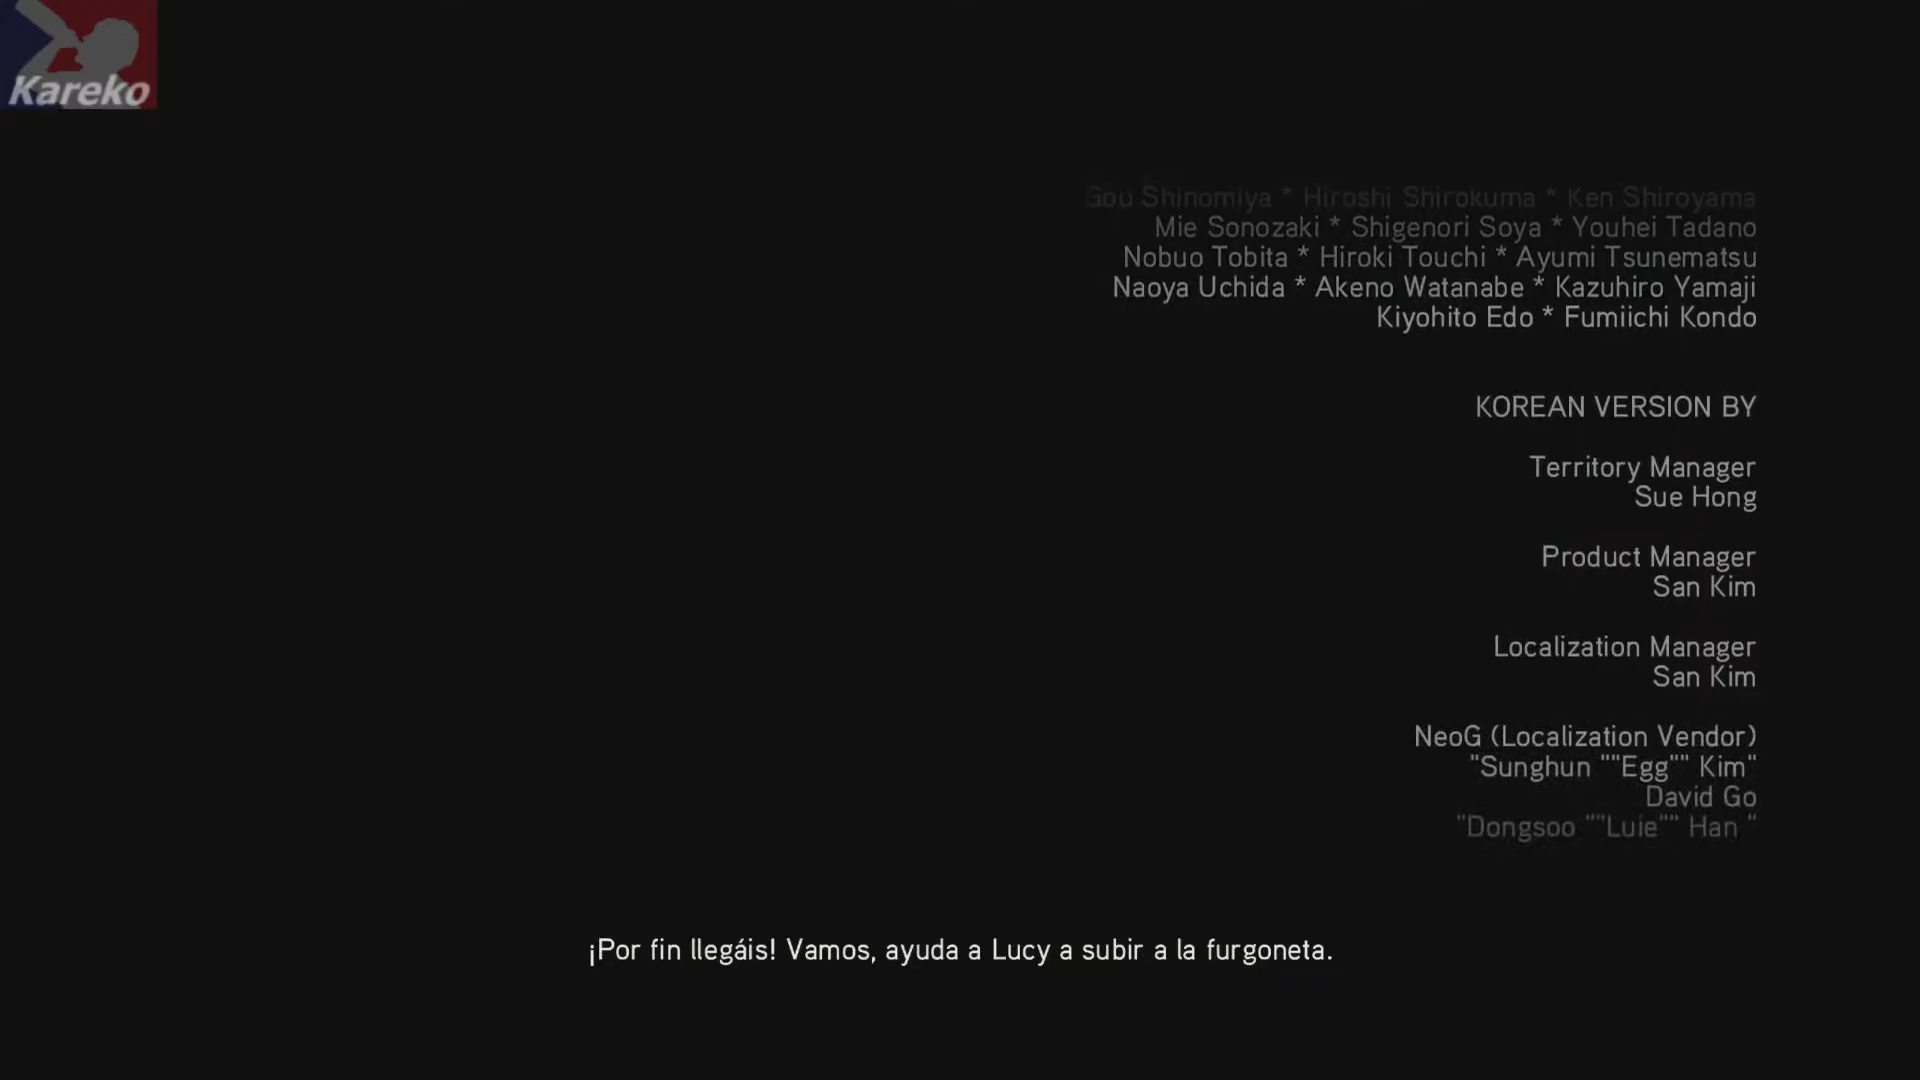 Kareko
Gou Shinomiya * Hiroshi Shirokuma * Ken Shiroyama
Mie Sonozaki * Shigenori Soya * Youhei Tadano
Nobuo Tobita * Hiroki Touchi * Ayumi Tsunematsu
Naoya Uchida * Akeno Watanabe * Kazuhiro Yamaji
Kiyohito Edo * Fumiichi Kondo
KOREAN VERSION BY
Territory Manager
Sue Hong
Product Manager
San Kim
Localization Manager
San Kim
NeoG (Localization Vendor)
"Sunghun ""Egg"" Kim"
David Go
"Dongsoo ""Luie"" Han "
¡Por fin llegáis! Vamos, ayuda a Lucy a subir a la furgoneta.